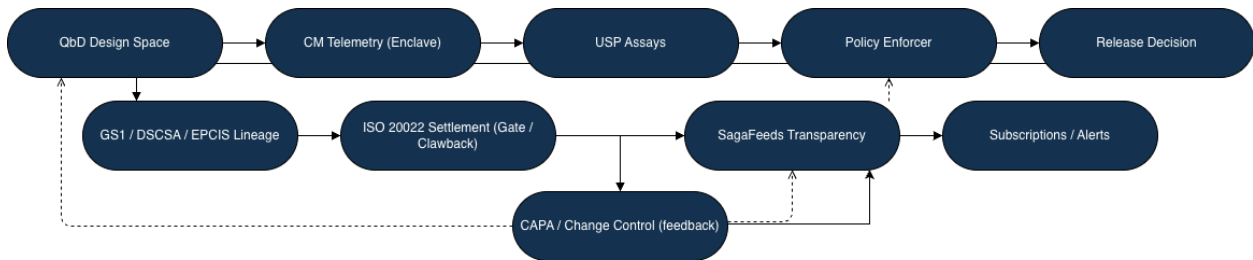 QbD Design Space
CM Telemetry (Enclave)
USP Assays
Policy Enforcer
Release Decision
GS1 / DSCSA / EPCIS Lineage
ISO 20022 Settlement (Gate /
Clawback)
SagaFeeds Transparency
Subscriptions / Alerts
CAPA / Change Control (feedback)